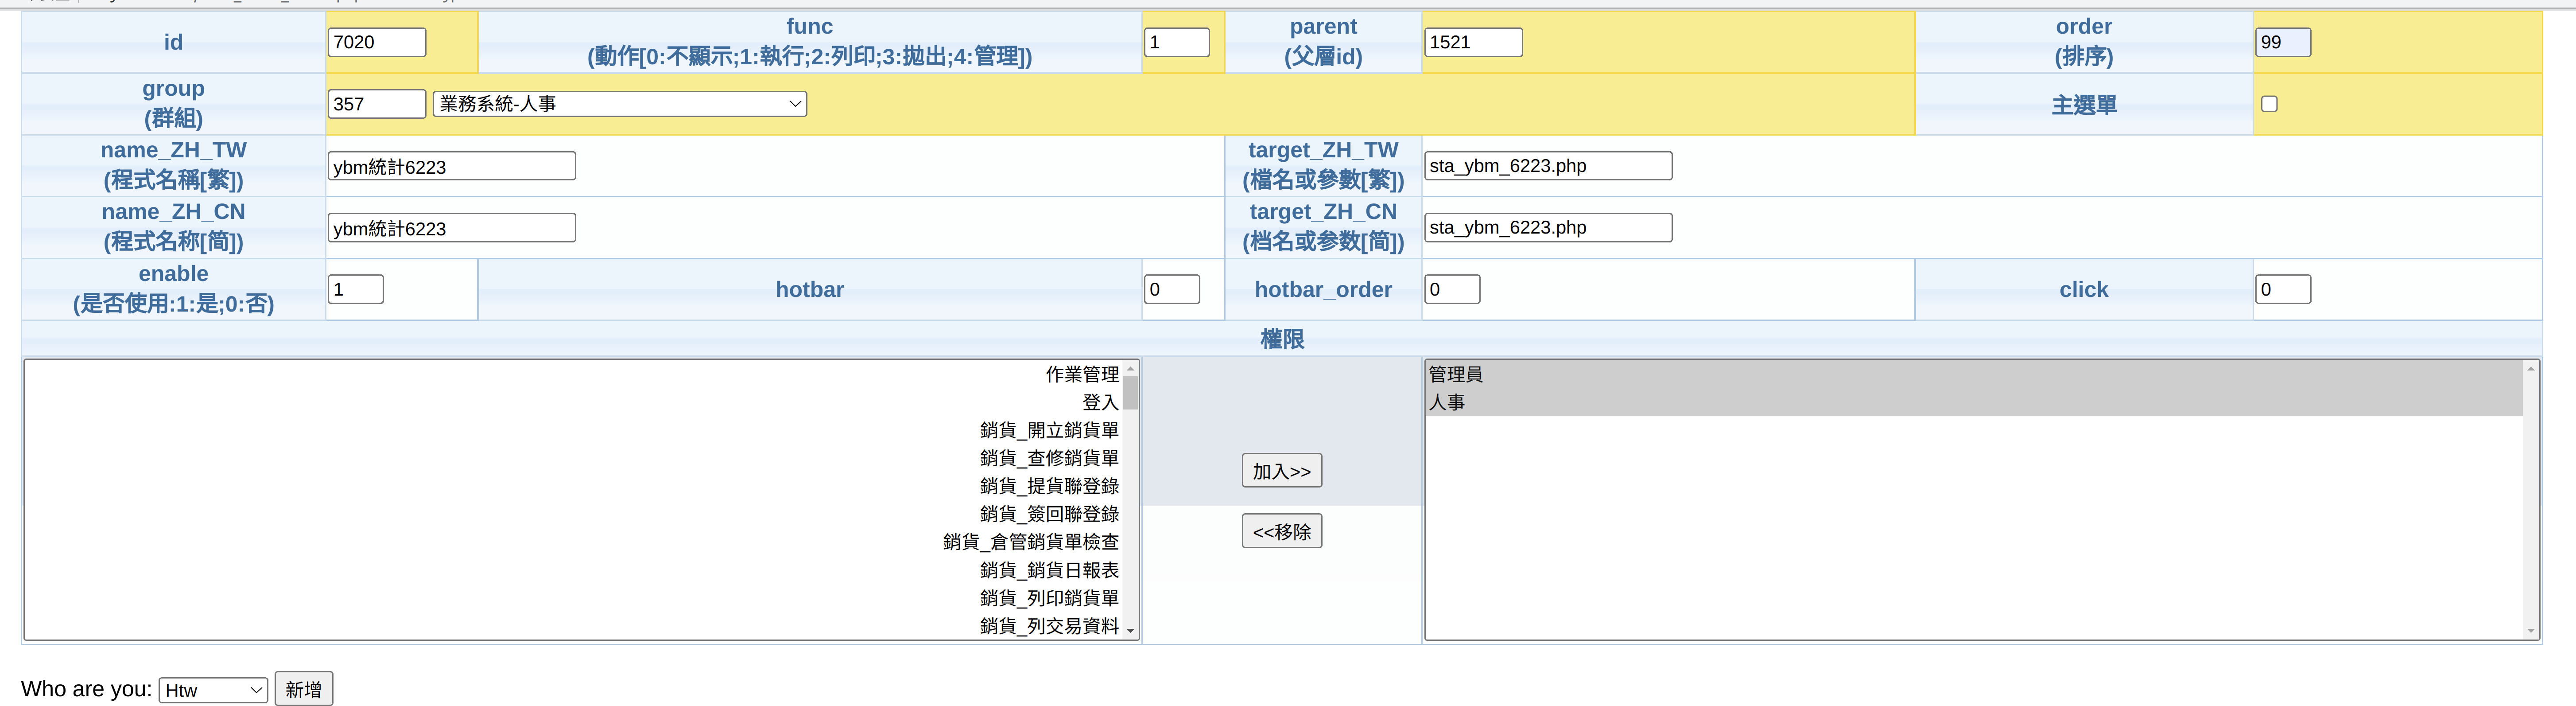 id
7020
func
(動作[0:不顯示;1:執行;2:列印;3:拋出;4:管理])
1
parent
(父層id)
1521
order
(排序)
99
group
(群組)
357
業務系統-人事
主選單
name_ZH_TW
(程式名稱[繁])
ybm統計6223
target_ZH_TW
(檔名或參數[繁])
sta_ybm_6223.php
name_ZH_CN
(程式名称[简])
ybm統計6223
target_ZH_CN
(档名或参数[简])
sta_ybm_6223.php
enable
(是否使用:1:是;0:否)
1
hotbar
0
hotbar_order
0
click
0
權限
作業管理
登入
銷貨_開立銷貨單
銷貨_查修銷貨單
銷貨_提貨聯登錄
銷貨_簽回聯登錄
銷貨_倉管銷貨單檢查
銷貨_銷貨日報表
銷貨_列印銷貨單
銷貨_列交易資料
加入>>
<<移除
管理員
人事
Who are you: Htw 新增